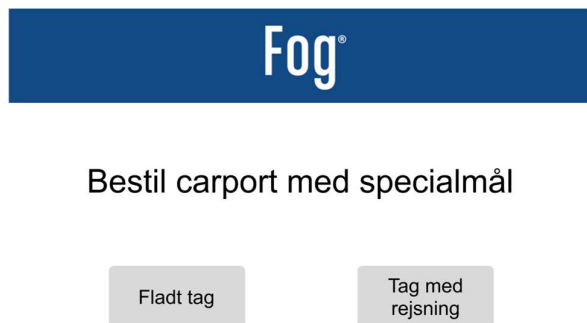 Fog®
Bestil carport med specialmål
Fladt tag
Tag med
rejsning